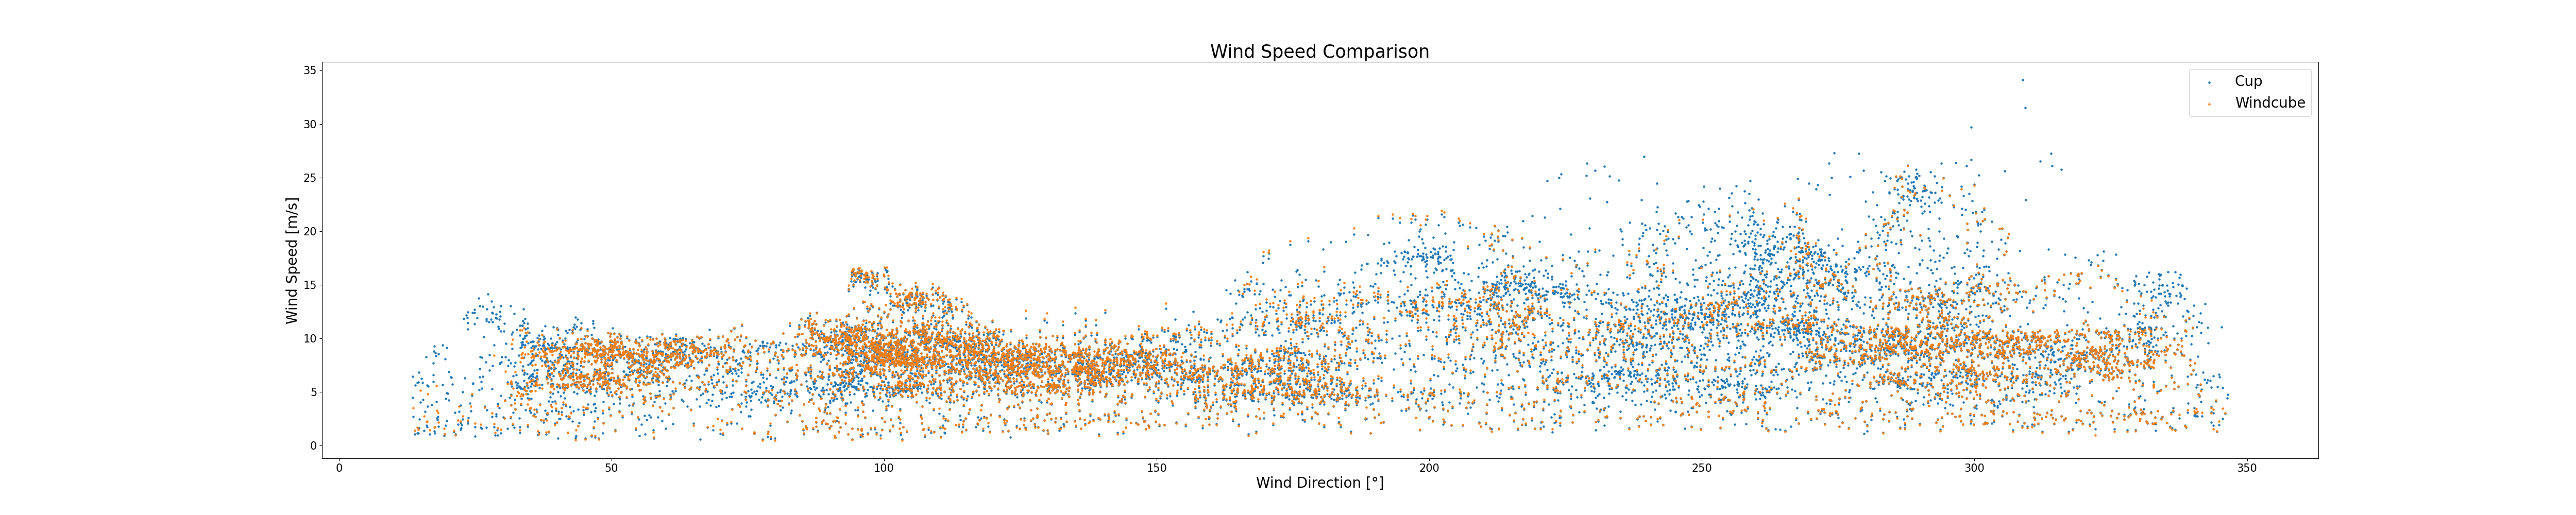 Wind Speed Comparison
Cup
Windcube
Wind Speed [m/s]
35
30
25
20
15
10
5
0
0 50 100 150 200 250 300 350
Wind Direction [°]